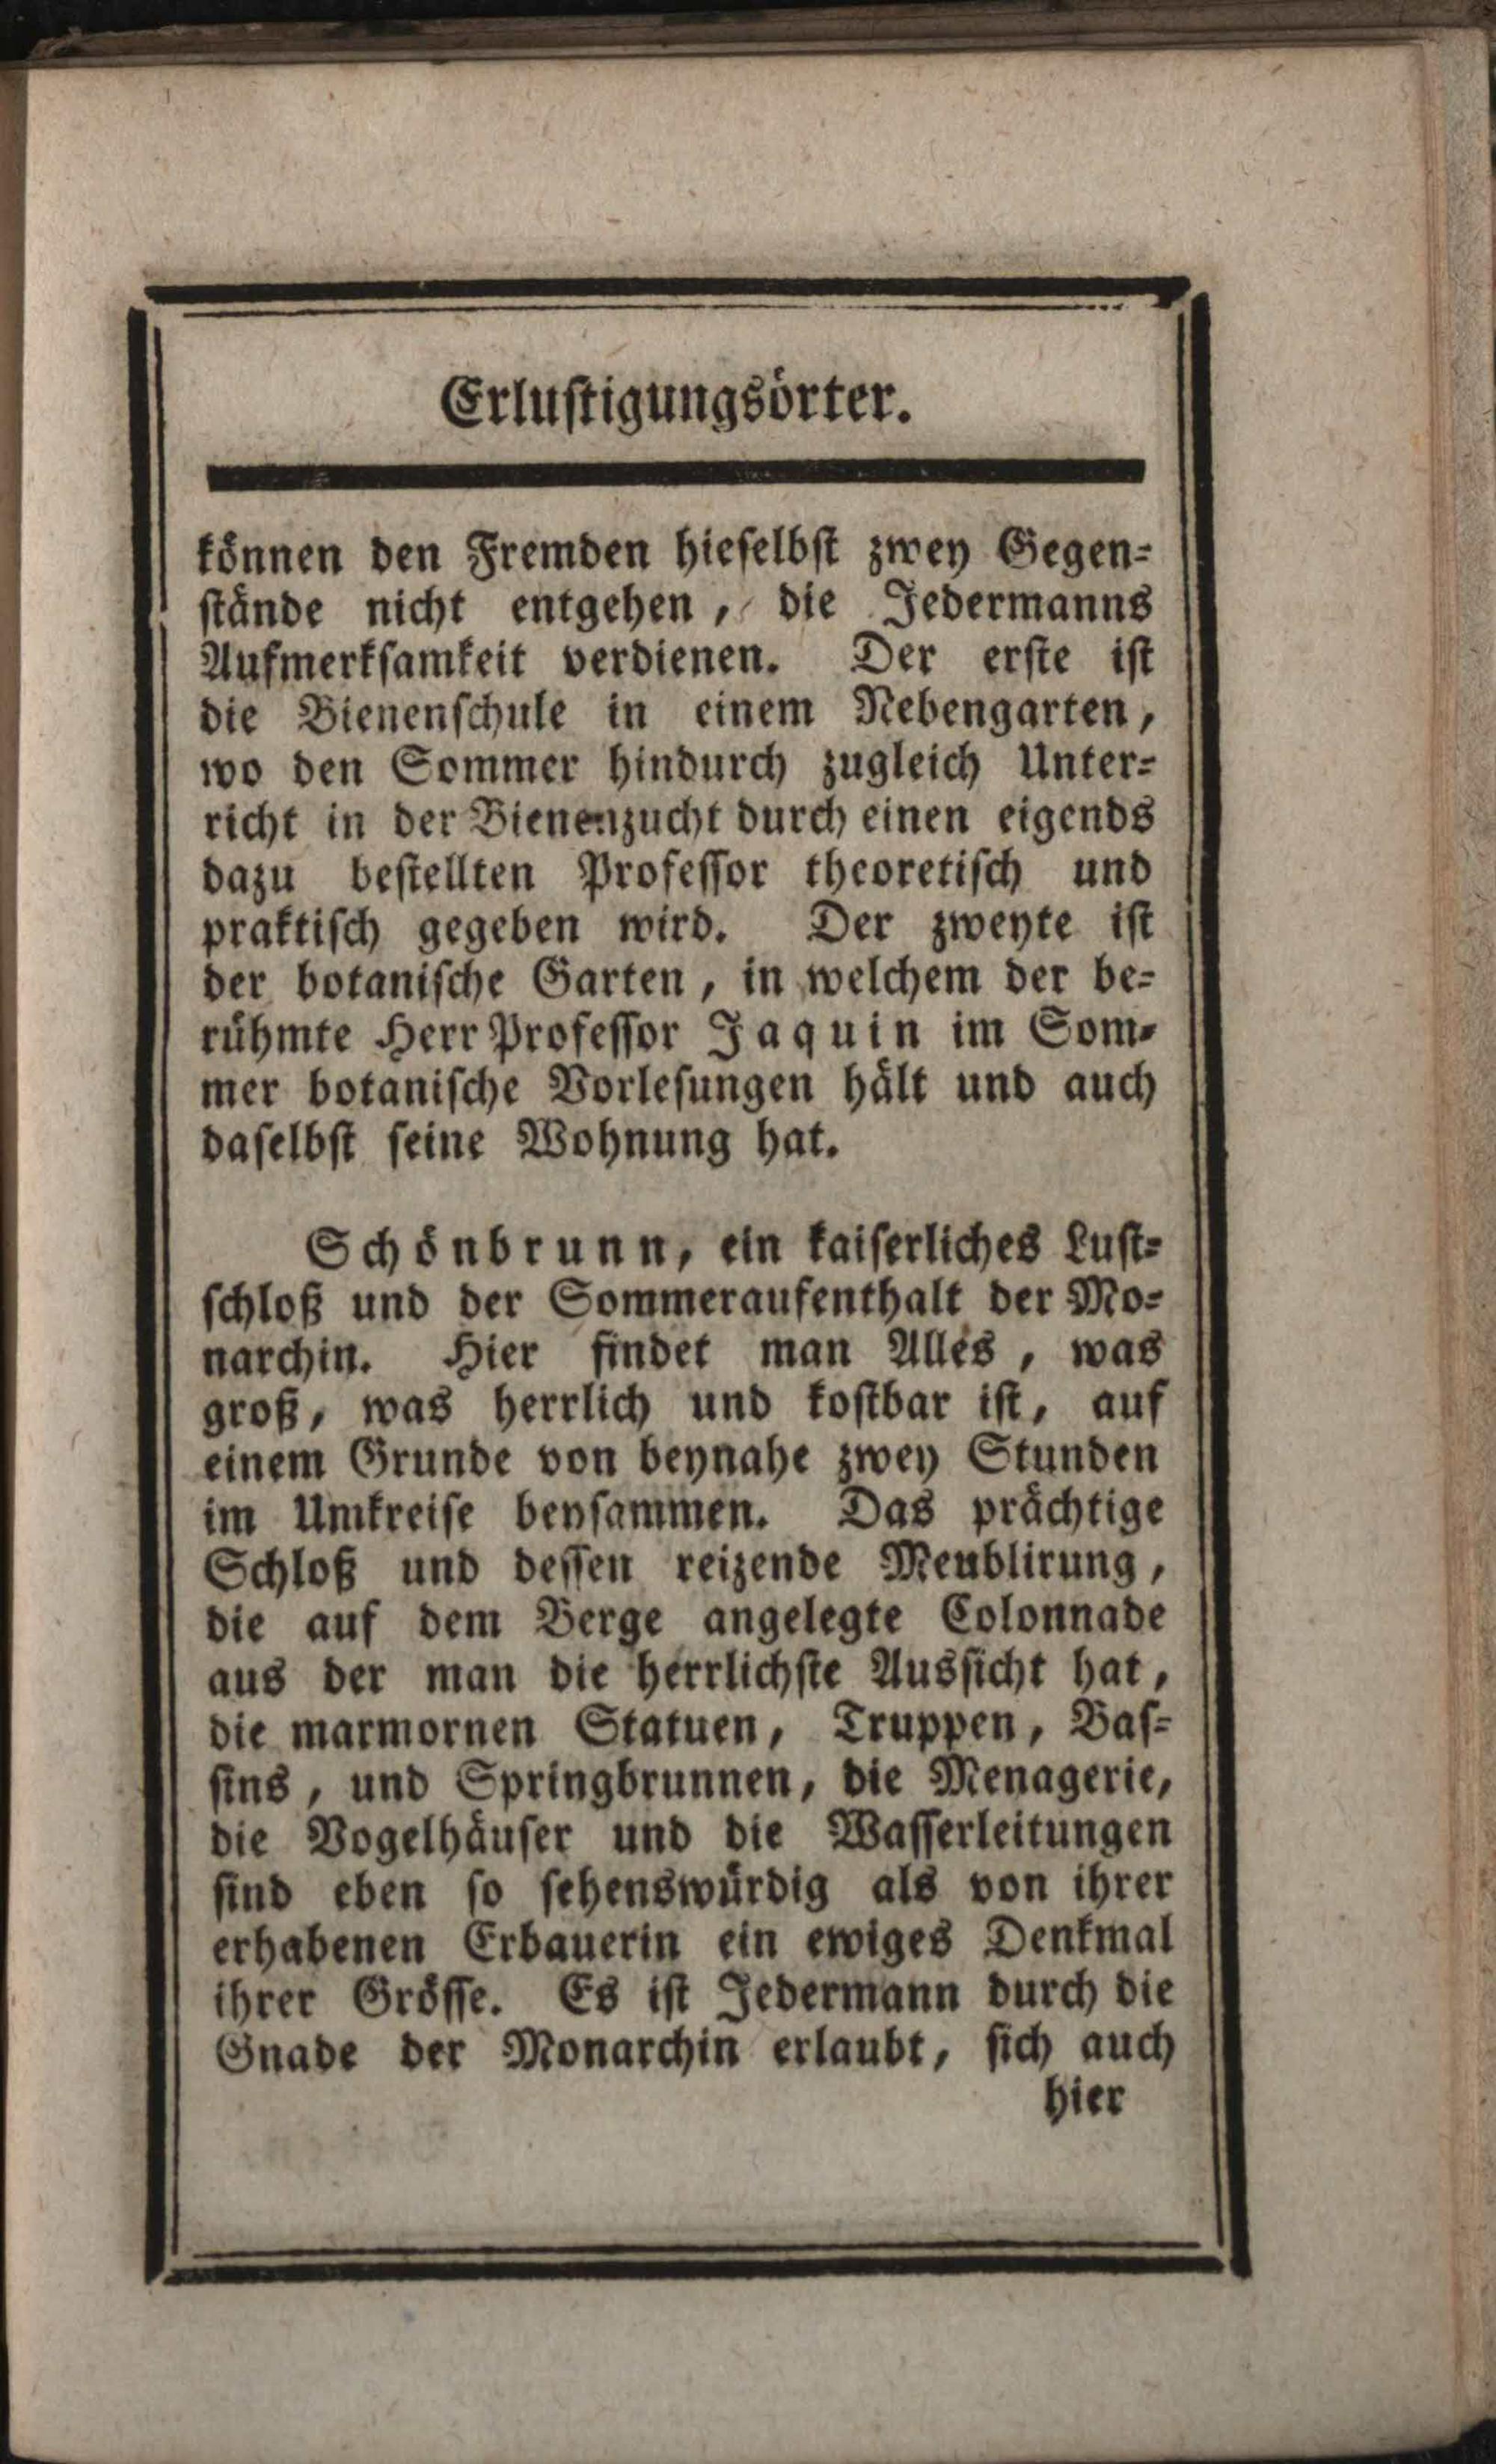 Erlustigungsörter.
können den Fremden hieselbst zwey Gegen-
stände nicht entgehen, die Jedermanns
Aufmerksamkeit verdienen. Der erste ist
die Bienenschule in einem Nebengarten,
wo den Sommer hindurch zugleich Unter-
richt in der Bienenzucht durch einen eigends
dazu bestellten Professor theoretisch und
praktisch gegeben wird. Der zweyte ist
der botanische Garten, in welchem der be-
rühmte Herr Professor Jaquin im Som-
mer botanische Vorlesungen hält und auch
daselbst seine Wohnung hat.
Schönbrunn, ein kaiserliches Lust-
schloß und der Sommeraufenthalt der Mo-
narchin. Hier findet man Alles, was
groß, was herrlich und kostbar ist, auf
einem Grunde von beynahe zwey Stunden
im Umkreise beysammen. Das prächtige
Schloß und dessen reizende Meublirung,
die auf dem Berge angelegte Colonnade
aus der man die herrlichste Aussicht hat,
die marmornen Statuen, Truppen, Bas-
sins, und Springbrunnen, die Menagerie,
die Vogelhäuser und die Wasserleitungen
sind eben so sehenswürdig als von ihrer
erhabenen Erbauerin ein ewiges Denkmal
ihrer Grösse. Es ist Jedermann durch die
Gnade der Monarchin erlaubt, sich auch
hier